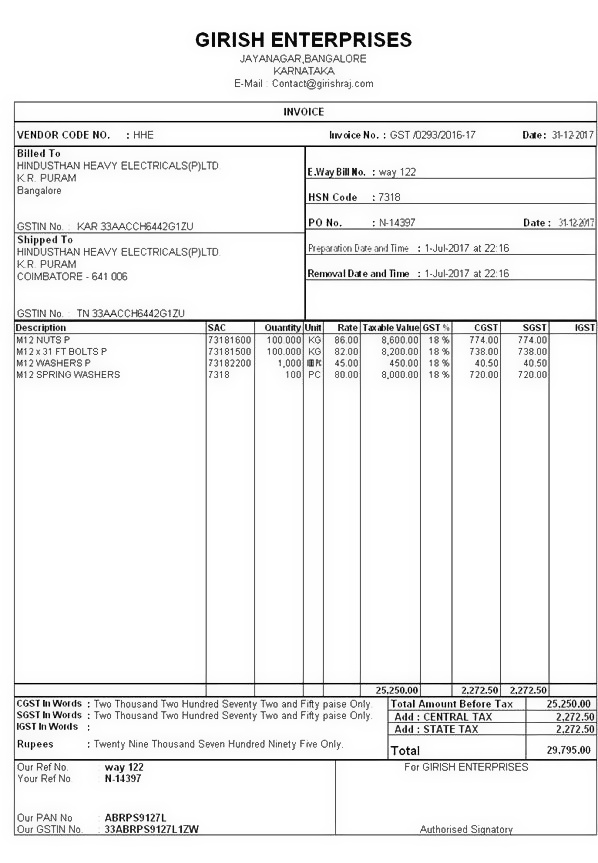 GIRISH ENTERPRISES
JAYANAGAR,BANGALORE
KARNATAKA
E-Mail : Contact@girishraj.com
INVOICE
VENDOR CODE NO. : HHE Invoice No. : GST /0293/2016-17 Date : 31-12-2017
Billed To
HINDUSTHAN HEAVY ELECTRICALS(P)LTD
K.R. PURAM
Bangalore
GSTIN No. : KAR 33AACCH6442G1ZU
E.Way Bill No. : way 122
HSN Code : 7318
PO No. : N-14397 Date : 31-12-2017
Shipped To
HINDUSTHAN HEAVY ELECTRICALS(P)LTD
K.R. PURAM
COIMBATORE - 641 006
GSTIN No. : TN 33AACCH6442G1ZU
Preparation Date and Time : 1-Jul-2017 at 22:16
Removal Date and Time : 1-Jul-2017 at 22:16
Description SAC Quantity Unit Rate Taxable Value GST % CGST SGST IGST
M12 NUTS P 73181600 100.000 KG 86.00 8,600.00 18 % 774.00 774.00
M12 x 31 FT BOLTS P 73181500 100.000 KG 82.00 8,200.00 18 % 738.00 738.00
M12 WASHERS P 73182200 1,000 45.00 450.00 18 % 40.50 40.50
M12 SPRING WASHERS 7318 100 PC 80.00 8,000.00 18 % 720.00 720.00
25,250.00 2,272.50 2,272.50
CGST In Words : Two Thousand Two Hundred Seventy Two and Fifty paise Only.
SGST In Words : Two Thousand Two Hundred Seventy Two and Fifty paise Only.
IGST In Words :
Rupees : Twenty Nine Thousand Seven Hundred Ninety Five Only.
Total Amount Before Tax 25,250.00
Add : CENTRAL TAX 2,272.50
Add : STATE TAX 2,272.50
Total 29,795.00
Our Ref No. way 122
Your Ref No. N-14397
Our PAN No : ABRPS9127L
Our GSTIN No. : 33ABRPS9127L1ZW
For GIRISH ENTERPRISES
Authorised Signatory